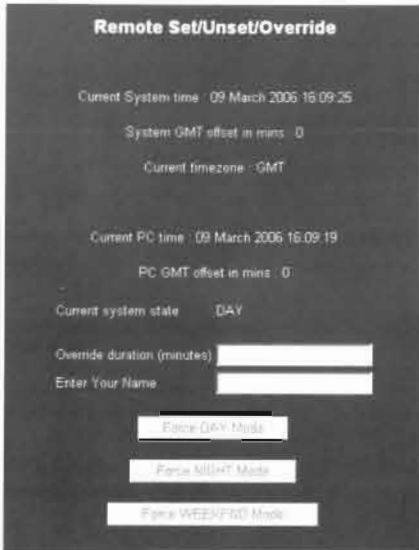 Remote Set/Unset/Override
Current System time : 09 March 2006 16:09:25
System GMT offset in mins : 0
Current timezone : GMT
Current PC time : 09 March 2006 16:09:19
PC GMT offset in mins : 0
Current system state DAY
Override duration (minutes)
Enter Your Name
Force DAY Mode
Force NIGHT Mode
Force WEEKEND Mode